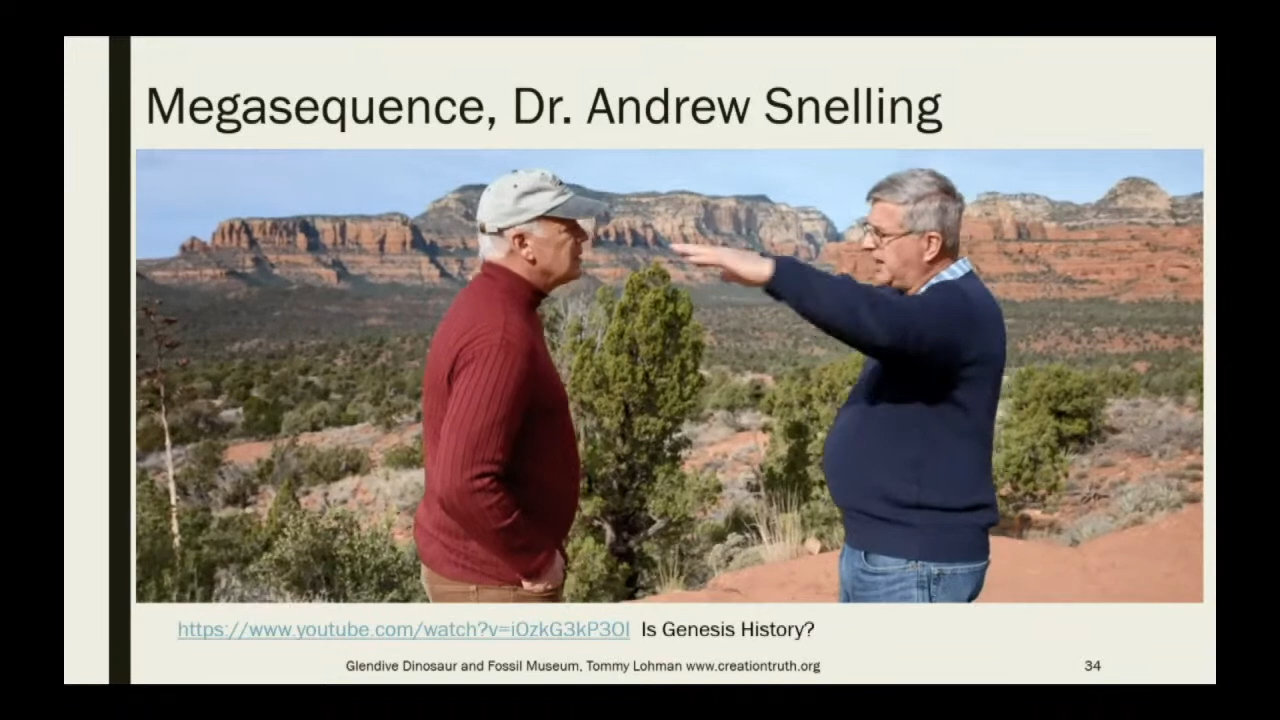 Megasequence, Dr. Andrew Snelling
https://www.youtube.com/watch?v=iOzkG3kP3OI Is Genesis History?
Glendive Dinosaur and Fossil Museum, Tommy Lohman www.creationtruth.org 34